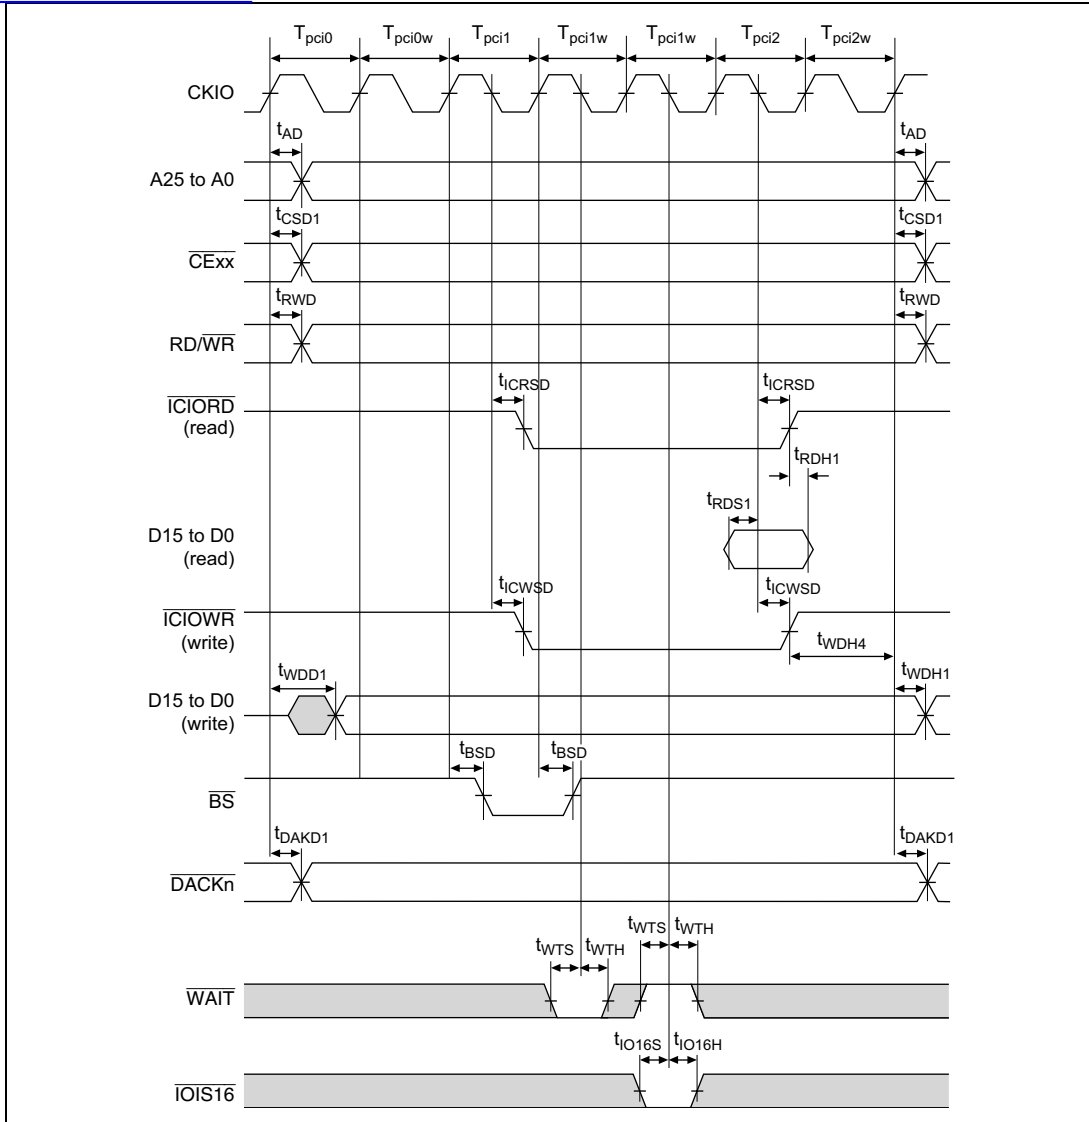 Tpci0 Tpci0w Tpci1 Tpci1w Tpci1w Tpci2 Tpci2w
CKIO
tAD tAD
A25 to A0
tCSD1 tCSD1
CExx
tRWD tRWD
RD/WR
tICRSD tICRSD
ICIORD
(read)
tRDH1
tRDS1
D15 to D0
(read)
tICWSD tICWSD
ICIOWR
(write)
tWDH4
tWDD1 tWDH1
D15 to D0
(write)
tBSD tBSD
BS
tDAKD1 tDAKD1
DACKn
tWTS tWTH tWTS tWTH
WAIT
tIO16S tIO16H
IOIS16